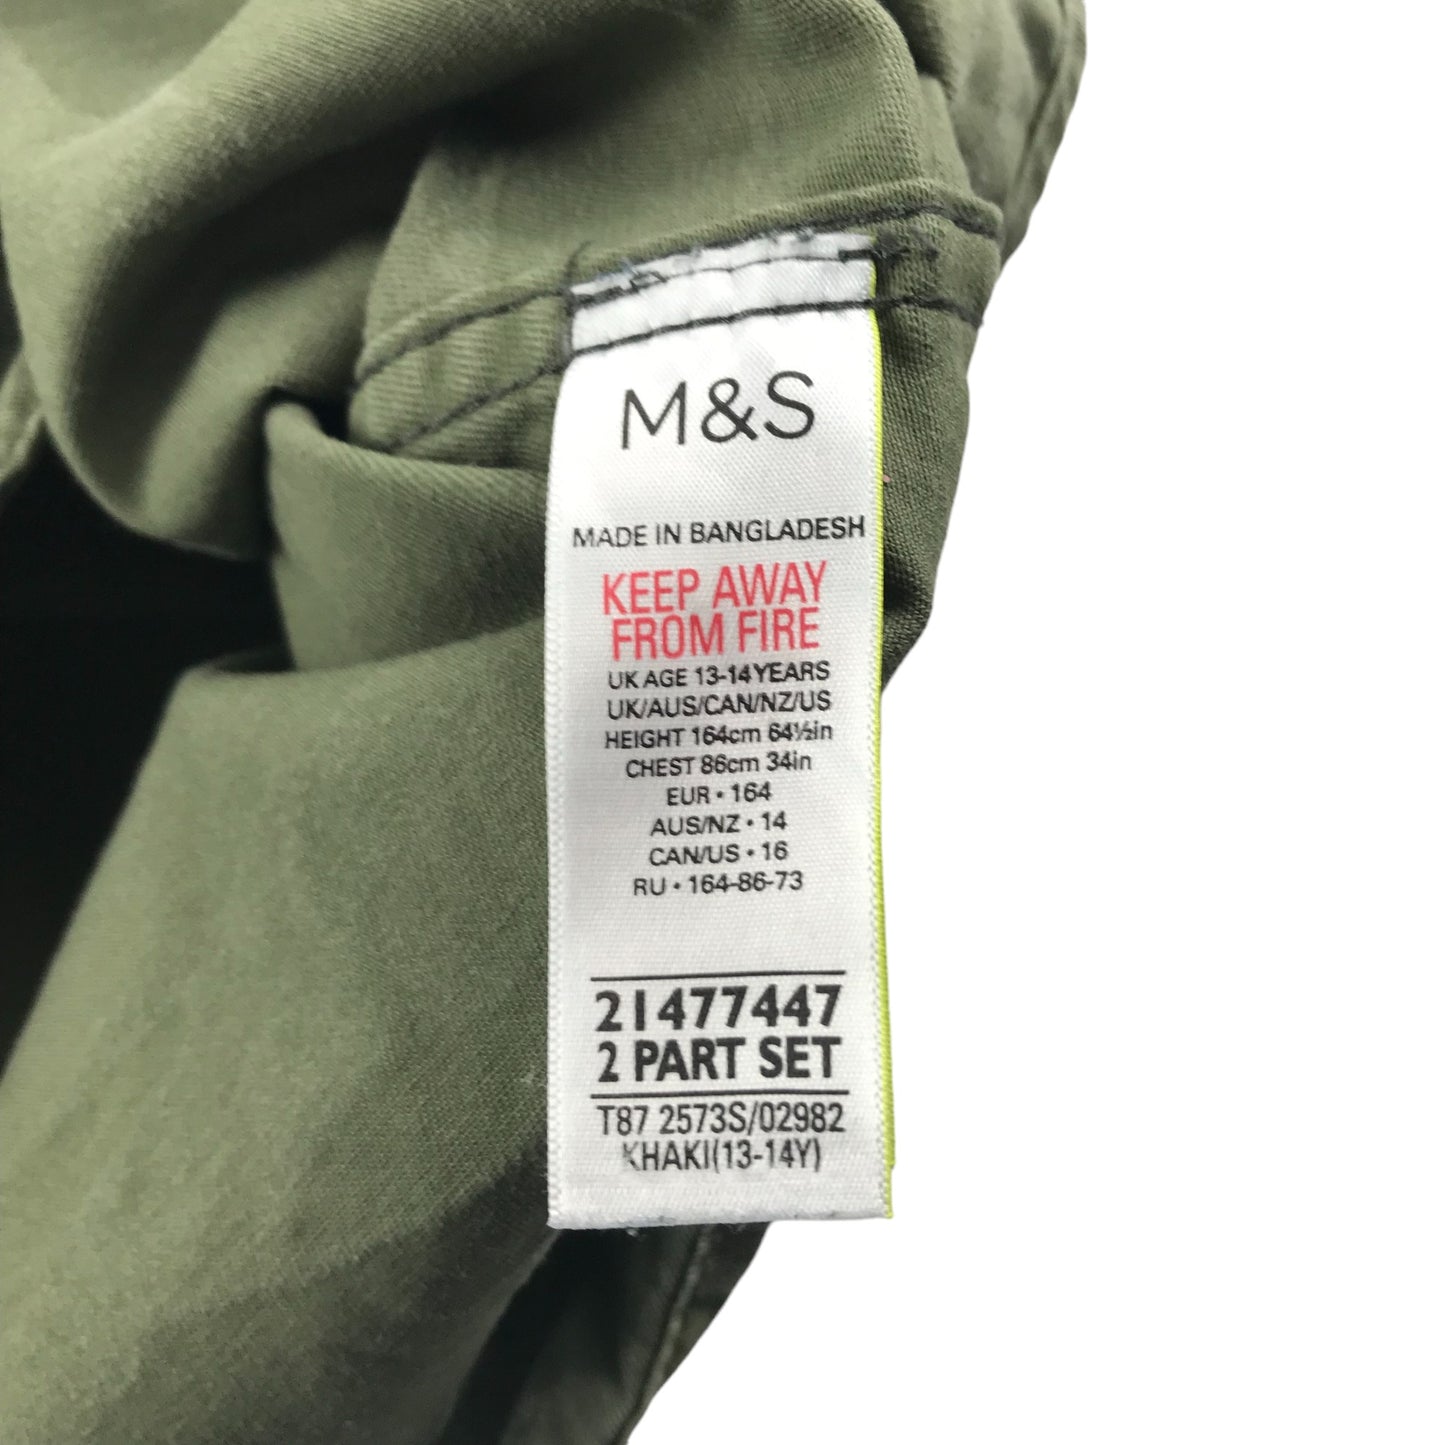 M&S
MADE IN BANGLADESH
KEEP AWAY
FROM FIRE
UK AGE 13-14YEARS
UK/AUS/CAN/NZ/US
HEIGHT 164cm 64½in
CHEST 86cm 34in
EUR • 164
AUS/NZ • 14
CAN/US • 16
RU • 164-86-73
21477447
2 PART SET
T87 2573S/02982
KHAKI(13-14Y)